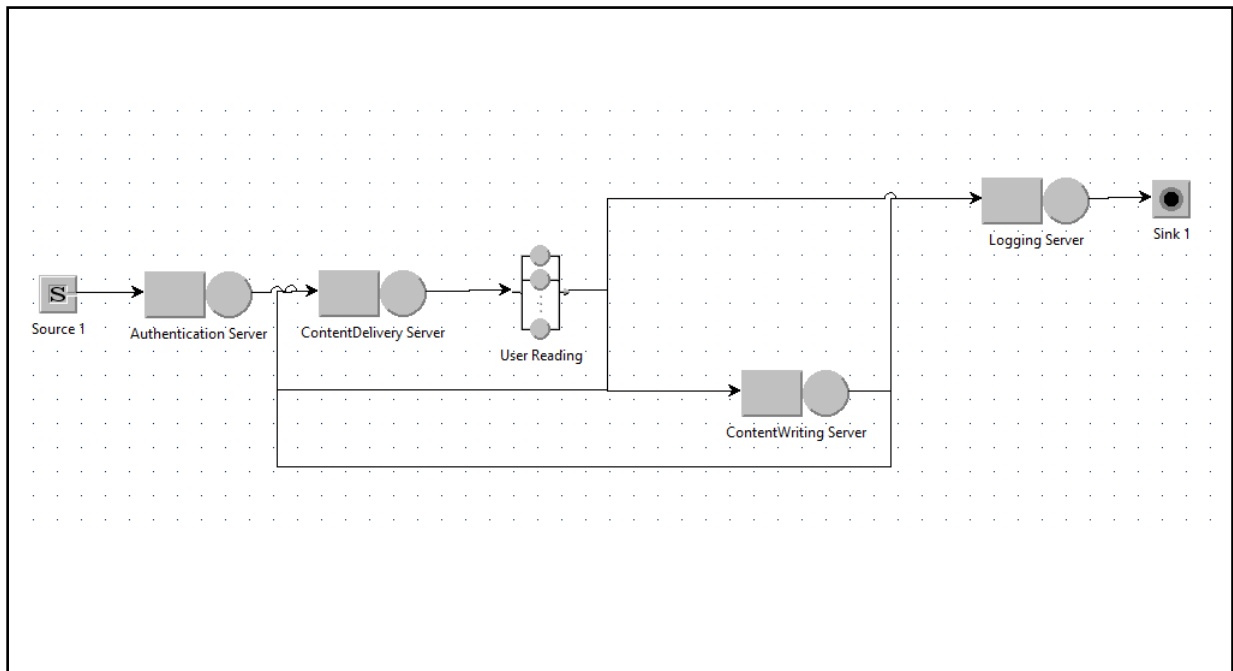 Logging Server
Sink 1
S
Source 1
Authentication Server
ContentDelivery Server
User Reading
ContentWriting Server